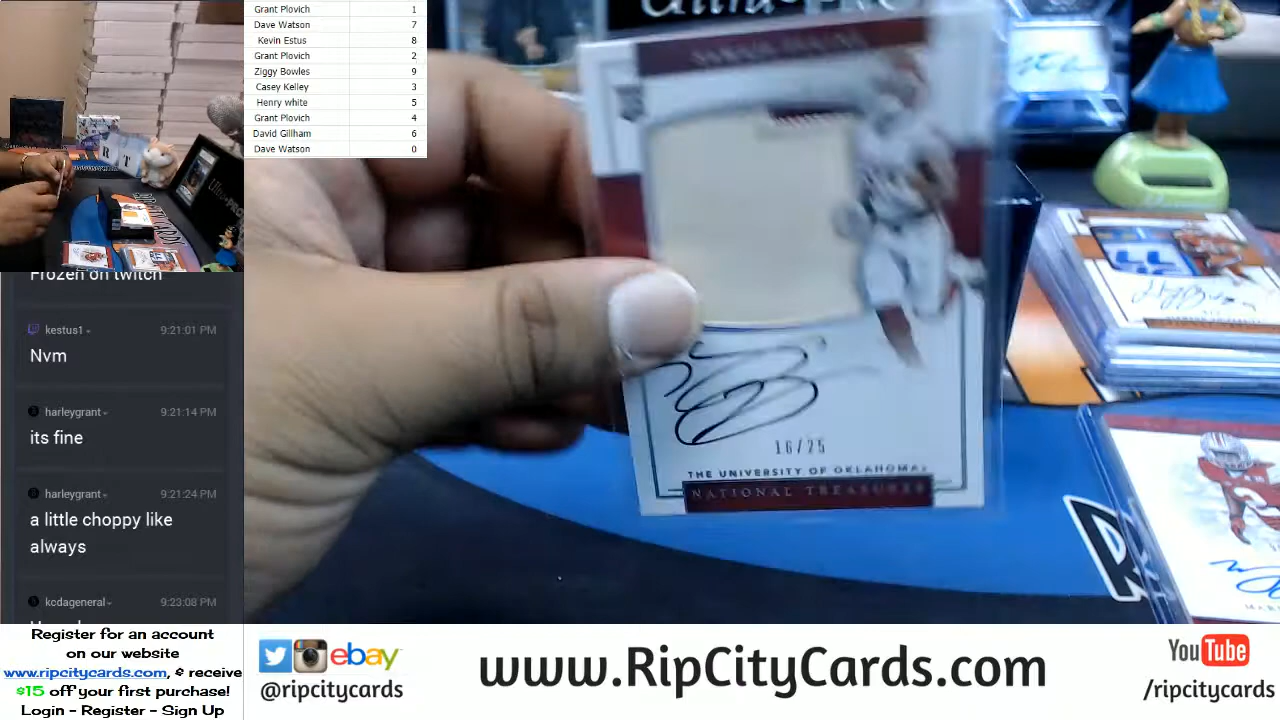 Grant Plovich 1
Dave Watson 7
Kevin Estus 8
Grant Plovich 2
Ziggy Bowles 9
Casey Kelley 3
Henry white 5
Grant Plovich 4
David Gillham 6
Dave Watson 0
Frozen on twitch
kestus1 9:21:01 PM
Nvm
harleygrant 9:21:14 PM
its fine
harleygrant 9:21:24 PM
a little choppy like
always
kcdageneral 9:23:08 PM
16/25
THE UNIVERSITY OF OKLAHOMA
NATIONAL TREASURES
R
Register for an account
on our website
www.ripcitycards.com, & receive
$15 off your first purchase!
Login - Register - Sign Up
ebay
@ripcitycards
www.RipCityCards.com
YouTube
/ripcitycards